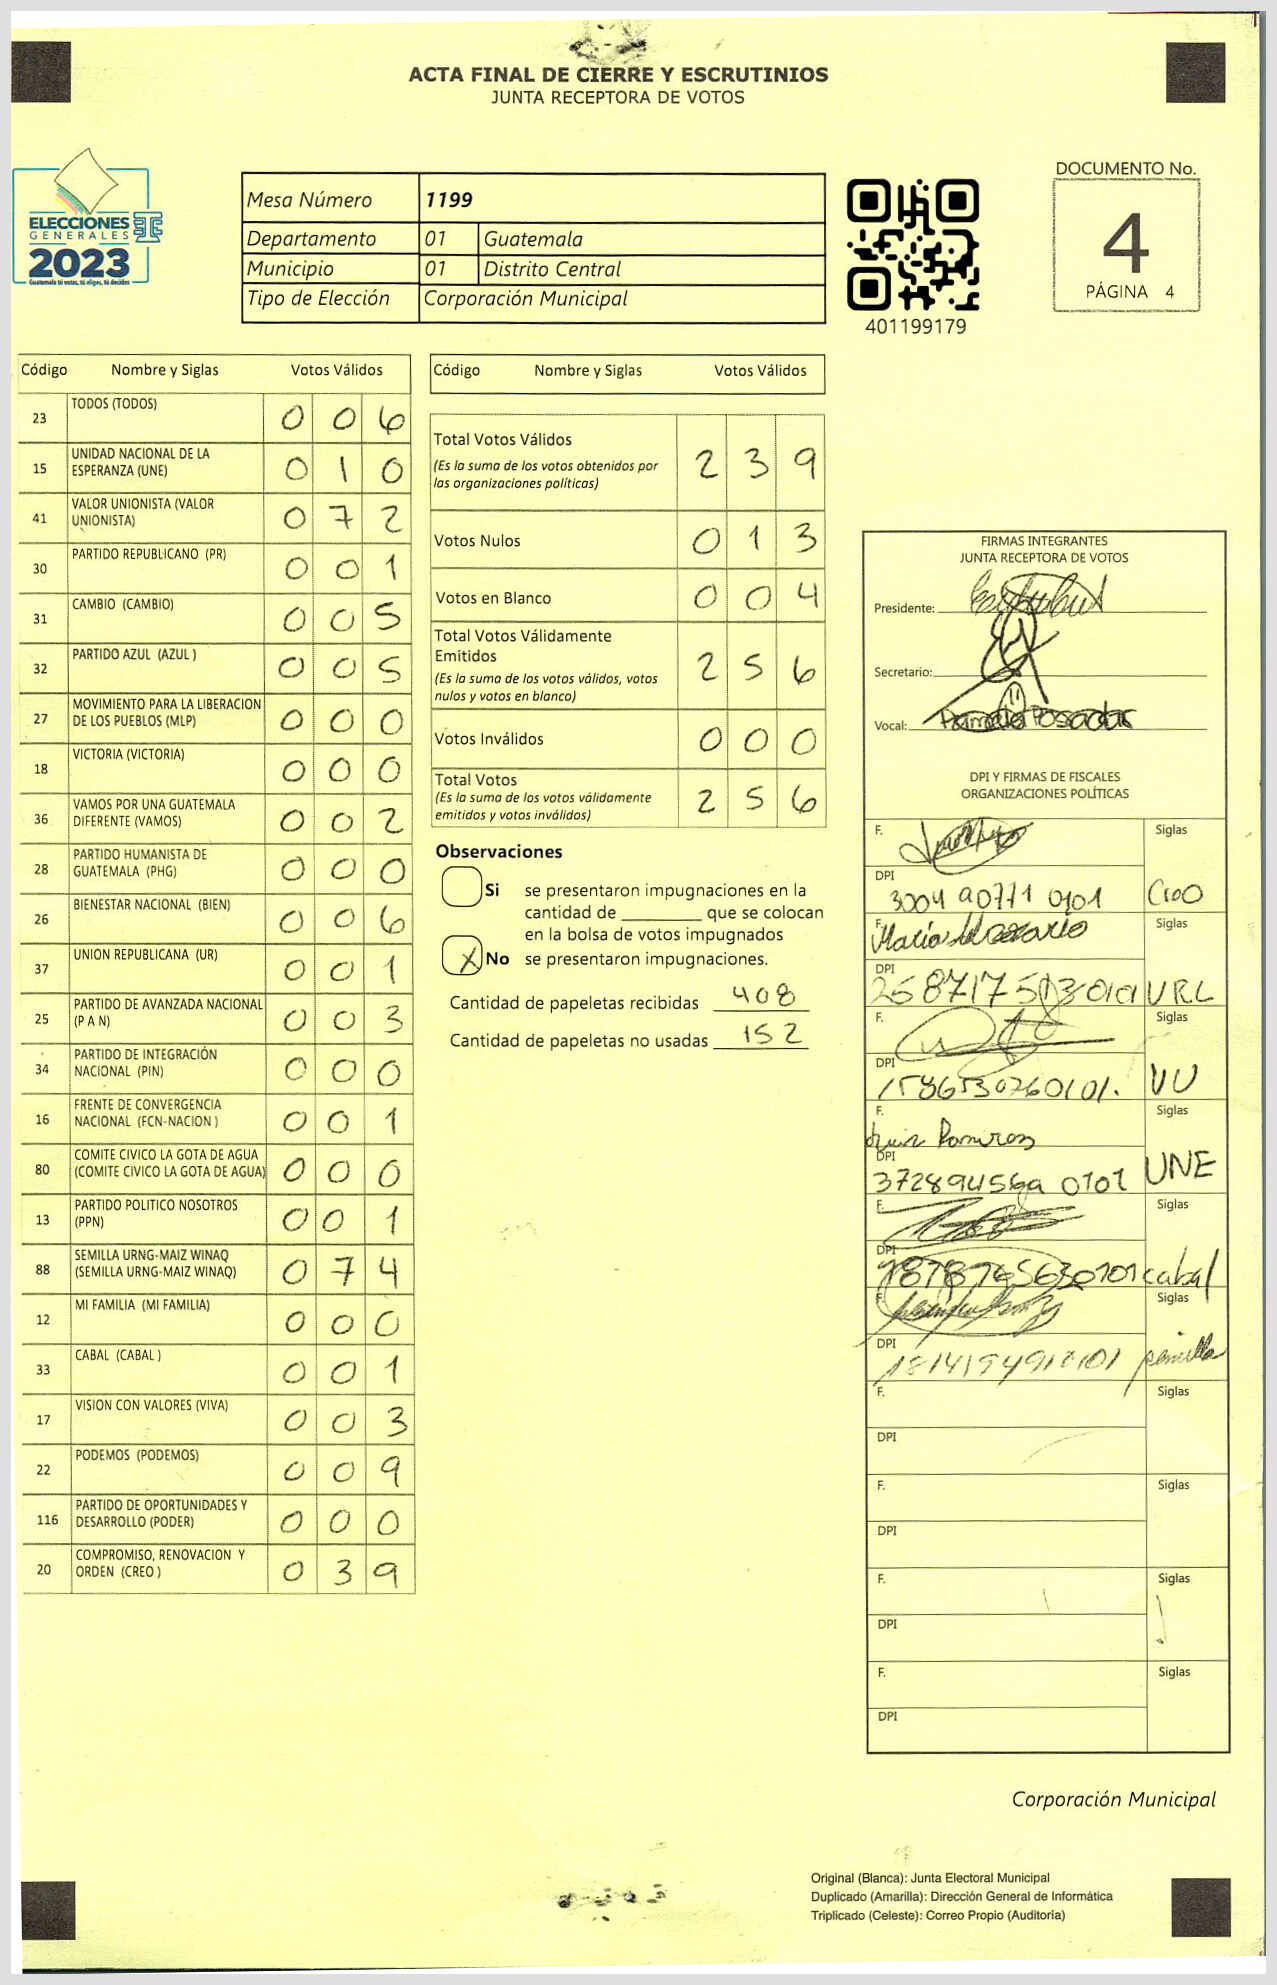 ACTA FINAL DE CIERRE Y ESCRUTINIOS
JUNTA RECEPTORA DE VOTOS
ELECCIONES
GENERALES
2023
Guatemala tú votas, tú eliges, tú decides
Mesa Número 1199
Departamento 01 Guatemala
Municipio 01 Distrito Central
Tipo de Elección Corporación Municipal
401199179
DOCUMENTO No.
4
PÁGINA 4
Código Nombre y Siglas Votos Válidos
23 TODOS (TODOS) 0 0 6
15 UNIDAD NACIONAL DE LA
ESPERANZA (UNE) 0 1 0
41 VALOR UNIONISTA (VALOR
UNIONISTA) 0 7 2
30 PARTIDO REPUBLICANO (PR) 0 0 1
31 CAMBIO (CAMBIO) 0 0 5
32 PARTIDO AZUL (AZUL ) 0 0 5
27 MOVIMIENTO PARA LA LIBERACION
DE LOS PUEBLOS (MLP) 0 0 0
18 VICTORIA (VICTORIA) 0 0 0
36 VAMOS POR UNA GUATEMALA
DIFERENTE (VAMOS) 0 0 2
28 PARTIDO HUMANISTA DE
GUATEMALA (PHG) 0 0 0
26 BIENESTAR NACIONAL (BIEN) 0 0 6
37 UNION REPUBLICANA (UR) 0 0 1
25 PARTIDO DE AVANZADA NACIONAL
(P A N) 0 0 3
34 PARTIDO DE INTEGRACIÓN
NACIONAL (PIN) 0 0 0
16 FRENTE DE CONVERGENCIA
NACIONAL (FCN-NACION ) 0 0 1
80 COMITE CIVICO LA GOTA DE AGUA
(COMITE CIVICO LA GOTA DE AGUA) 0 0 0
13 PARTIDO POLITICO NOSOTROS
(PPN) 0 0 1
88 SEMILLA URNG-MAIZ WINAQ
(SEMILLA URNG-MAIZ WINAQ) 0 7 4
12 MI FAMILIA (MI FAMILIA) 0 0 0
33 CABAL (CABAL ) 0 0 1
17 VISION CON VALORES (VIVA) 0 0 3
22 PODEMOS (PODEMOS) 0 0 9
116 PARTIDO DE OPORTUNIDADES Y
DESARROLLO (PODER) 0 0 0
20 COMPROMISO, RENOVACION Y
ORDEN (CREO ) 0 3 9
Código Nombre y Siglas Votos Válidos
Total Votos Válidos 2 3 9
(Es la suma de los votos obtenidos por
las organizaciones políticas)
Votos Nulos 0 1 3
Votos en Blanco 0 0 4
Total Votos Válidamente
Emitidos 2 5 6
(Es la suma de los votos válidos, votos
nulos y votos en blanco)
Votos Inválidos 0 0 0
Total Votos 2 5 6
(Es la suma de los votos válidamente
emitidos y votos inválidos)
Observaciones
Si se presentaron impugnaciones en la
cantidad de ________ que se colocan
en la bolsa de votos impugnados
X No se presentaron impugnaciones.
Cantidad de papeletas recibidas 408
Cantidad de papeletas no usadas 152
FIRMAS INTEGRANTES
JUNTA RECEPTORA DE VOTOS
Presidente:
Secretario:
Vocal: Pamela Posadas
DPI Y FIRMAS DE FISCALES
ORGANIZACIONES POLÍTICAS
F. Siglas
DPI
3004 90771 0101 CreO
F. Maria del Rosario Siglas
DPI
URL
F. Siglas
DPI
1586530260101. VU
F. Siglas
Luis Ramirez
DPI
372894569 0101 UNE
F. Siglas
DPI
cabal
F. Siglas
DPI
semilla
F. Siglas
DPI
F. Siglas
DPI
F. Siglas
DPI
F. Siglas
DPI
Corporación Municipal
Original (Blanca): Junta Electoral Municipal
Duplicado (Amarilla): Dirección General de Informática
Triplicado (Celeste): Correo Propio (Auditoría)